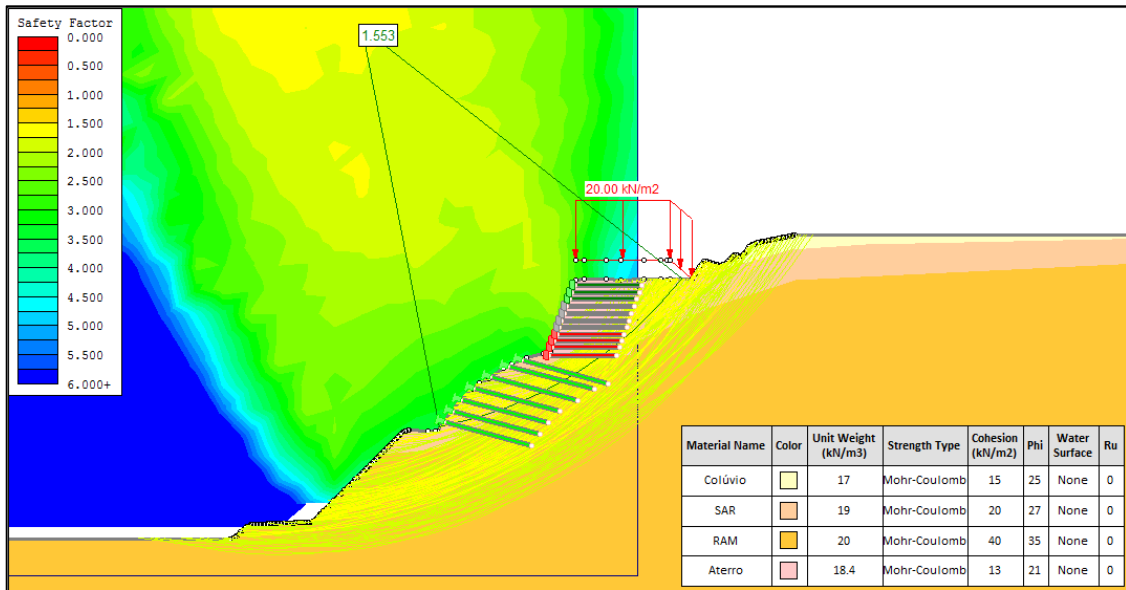 Safety Factor
0.000
0.500
1.000
1.500
2.000
2.500
3.000
3.500
4.000
4.500
5.000
5.500
6.000+
1.553
20.00 kN/m2
Material Name Color Unit Weight (kN/m3) Strength Type Cohesion (kN/m2) Phi Water Surface Ru
Colúvio 17 Mohr-Coulomb 15 25 None 0
SAR 19 Mohr-Coulomb 20 27 None 0
RAM 20 Mohr-Coulomb 40 35 None 0
Aterro 18.4 Mohr-Coulomb 13 21 None 0